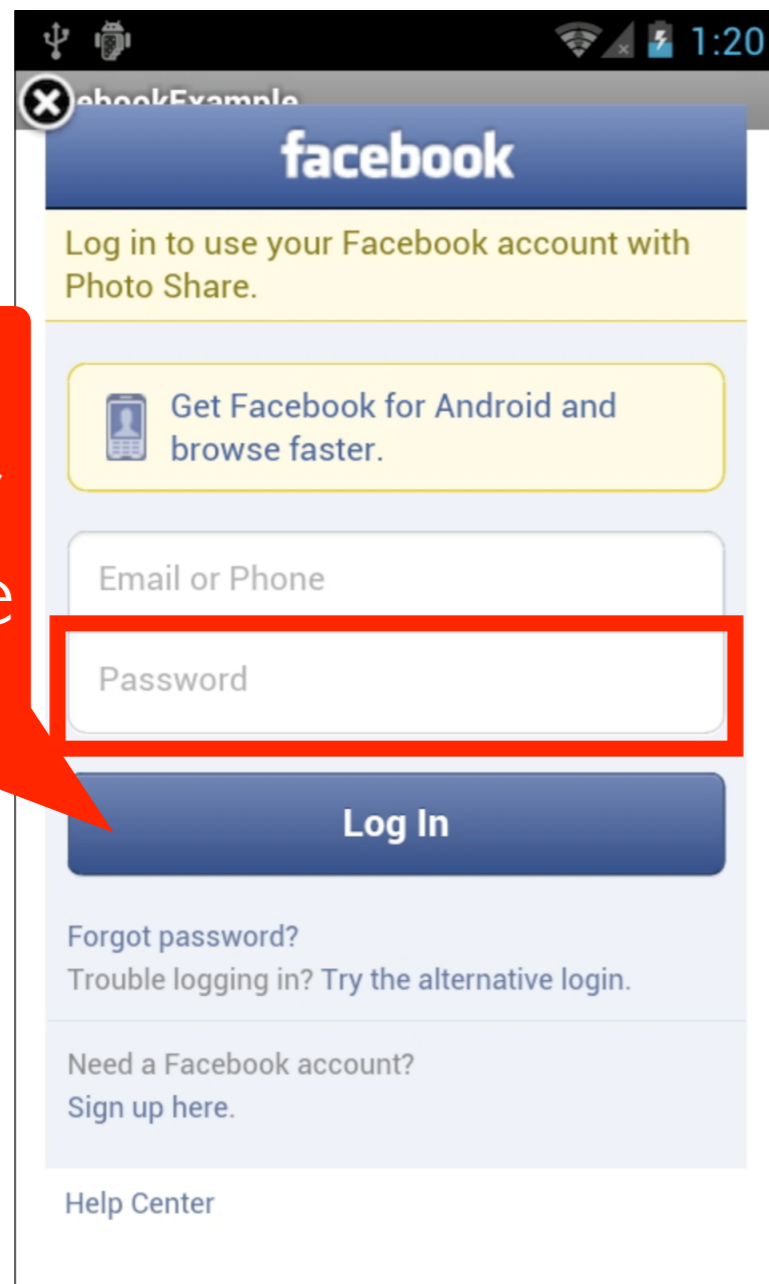 1:20
ebookExample
facebook
Log in to use your Facebook account with
Photo Share.
Get Facebook for Android and
browse faster.
Email or Phone
e
Password
Log In
Forgot password?
Trouble logging in? Try the alternative login.
Need a Facebook account?
Sign up here.
Help Center